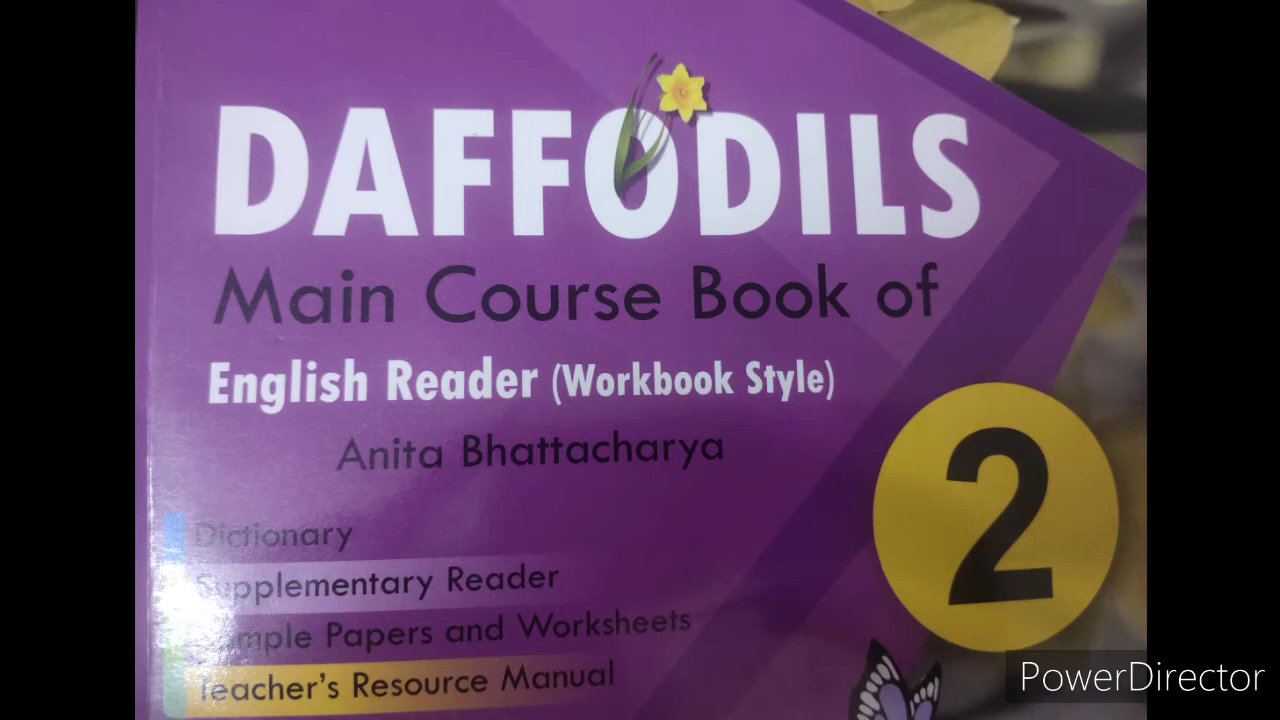 DAFFODILS
Main Course Book of
English Reader (Workbook Style)
Anita Bhattacharya
2
Dictionary
Supplementary Reader
Sample Papers and Worksheets
Teacher's Resource Manual
PowerDirector